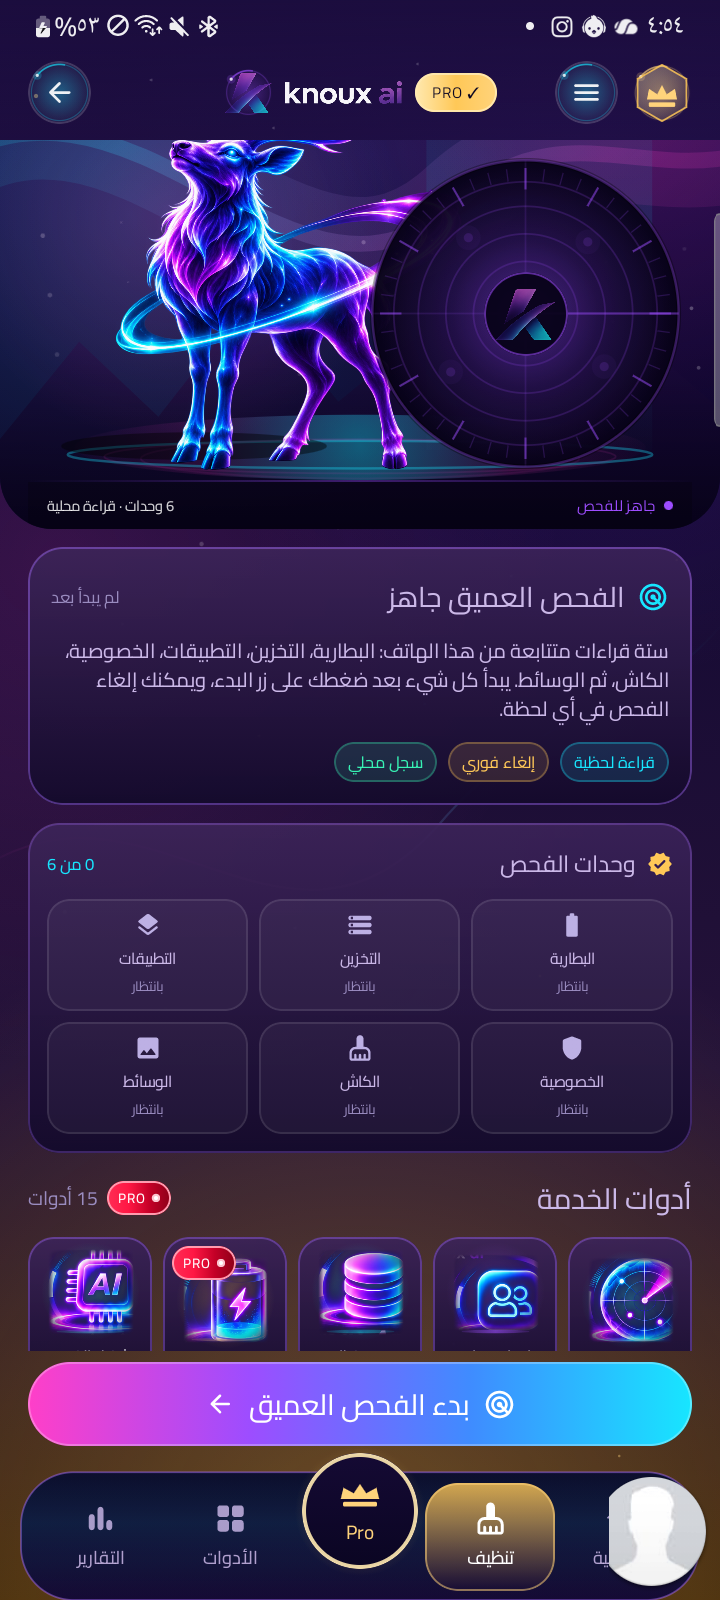 ٤:٥٤
%٥٣
knoux ai
PRO ✓
جاهز للفحص
6 وحدات · قراءة محلية
الفحص العميق جاهز
لم يبدأ بعد
ستة قراءات متتابعة من هذا الهاتف: البطارية، التخزين، التطبيقات، الخصوصية،
الكاش، ثم الوسائط. يبدأ كل شيء بعد ضغطك على زر البدء، ويمكنك إلغاء
الفحص في أي لحظة.
قراءة لحظية
إلغاء فوري
سجل محلي
وحدات الفحص
0 من 6
البطارية
بانتظار
التخزين
بانتظار
التطبيقات
بانتظار
الخصوصية
بانتظار
الكاش
بانتظار
الوسائط
بانتظار
أدوات الخدمة
PRO
15 أدوات
PRO
AI
بدء الفحص العميق
تنظيف
Pro
الأدوات
التقارير